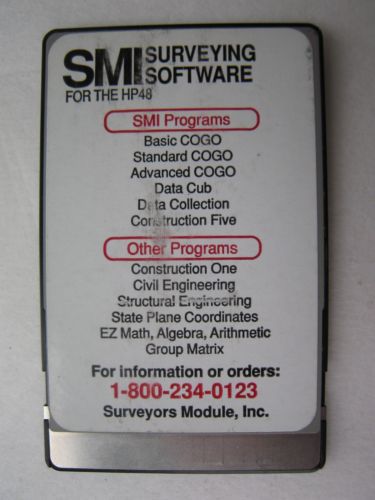 SMI SURVEYING
SOFTWARE
FOR THE HP48
SMI Programs
Basic COGO
Standard COGO
Advanced COGO
Data Cub
Data Collection
Construction Five
Other Programs
Construction One
Civil Engineering
Structural Engineering
State Plane Coordinates
EZ Math, Algebra, Arithmetic
Group Matrix
For information or orders:
1-800-234-0123
Surveyors Module, Inc.